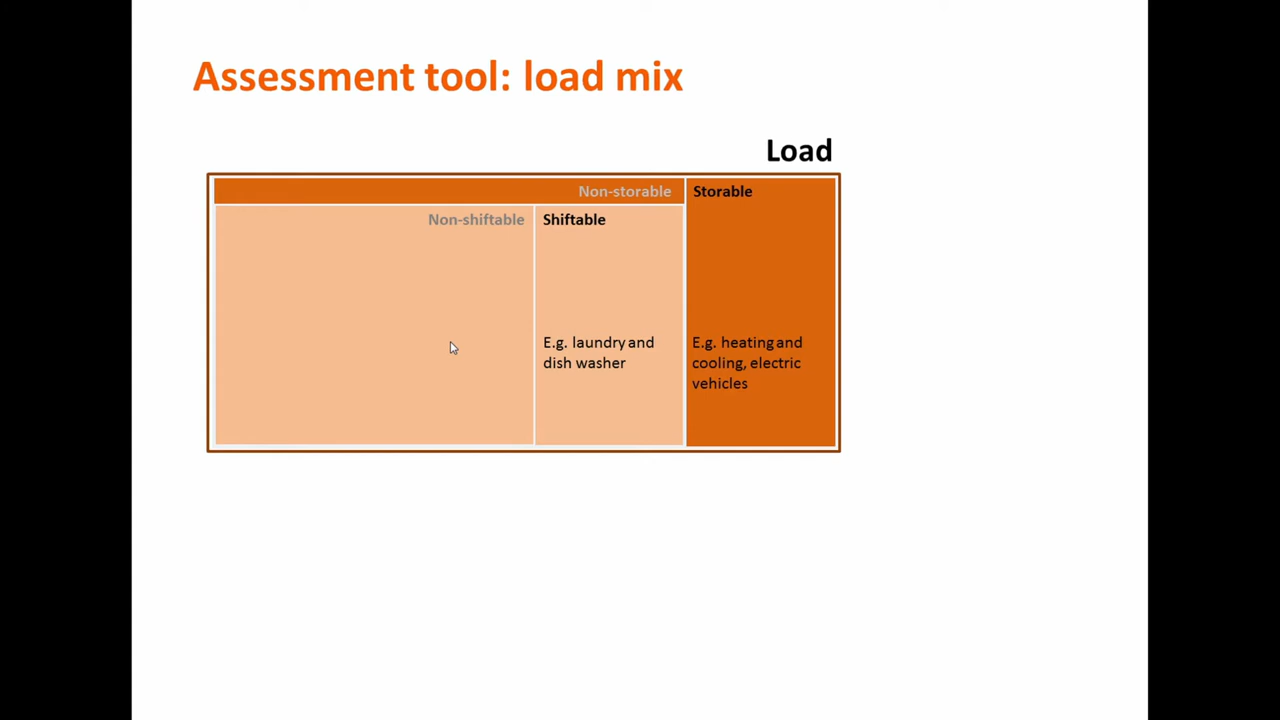 Assessment tool: load mix
Load
Non-storable
Storable
Non-shiftable
Shiftable
E.g. laundry and
dish washer
E.g. heating and
cooling, electric
vehicles